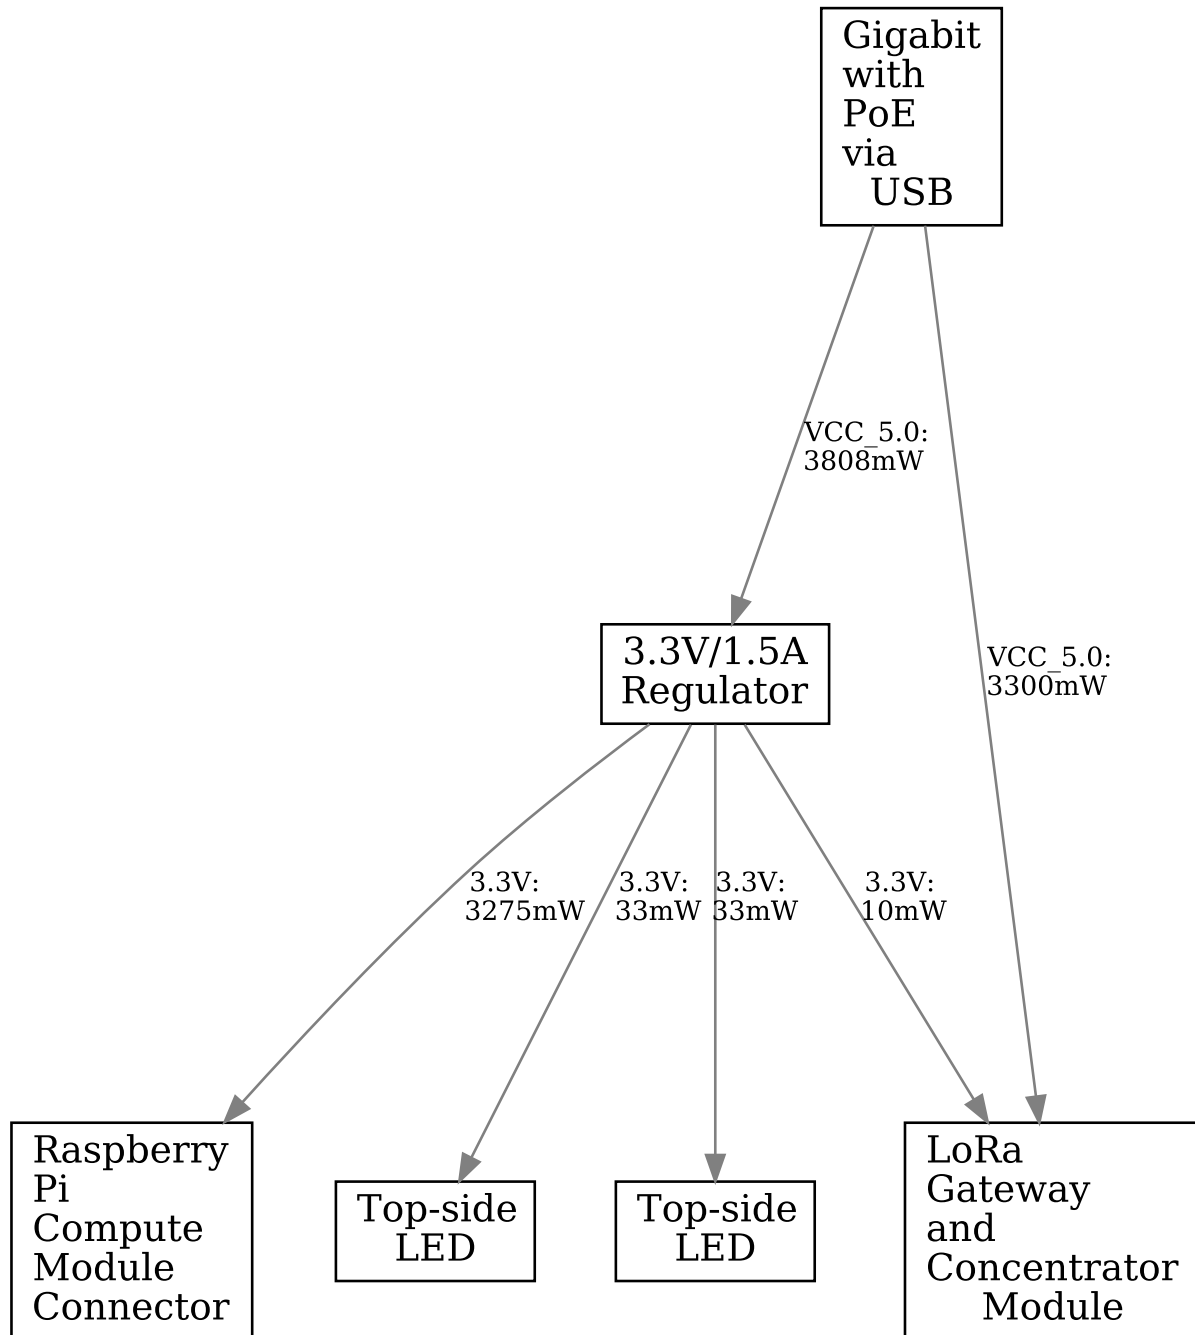 Gigabit
with
PoE
via
USB
VCC_5.0:
3808mW
3.3V/1.5A
Regulator
VCC_5.0:
3300mW
3.3V:
3275mW
3.3V:
33mW
3.3V:
33mW
3.3V:
10mW
Raspberry
Pi
Compute
Module
Connector
Top-side
LED
Top-side
LED
LoRa
Gateway
and
Concentrator
Module